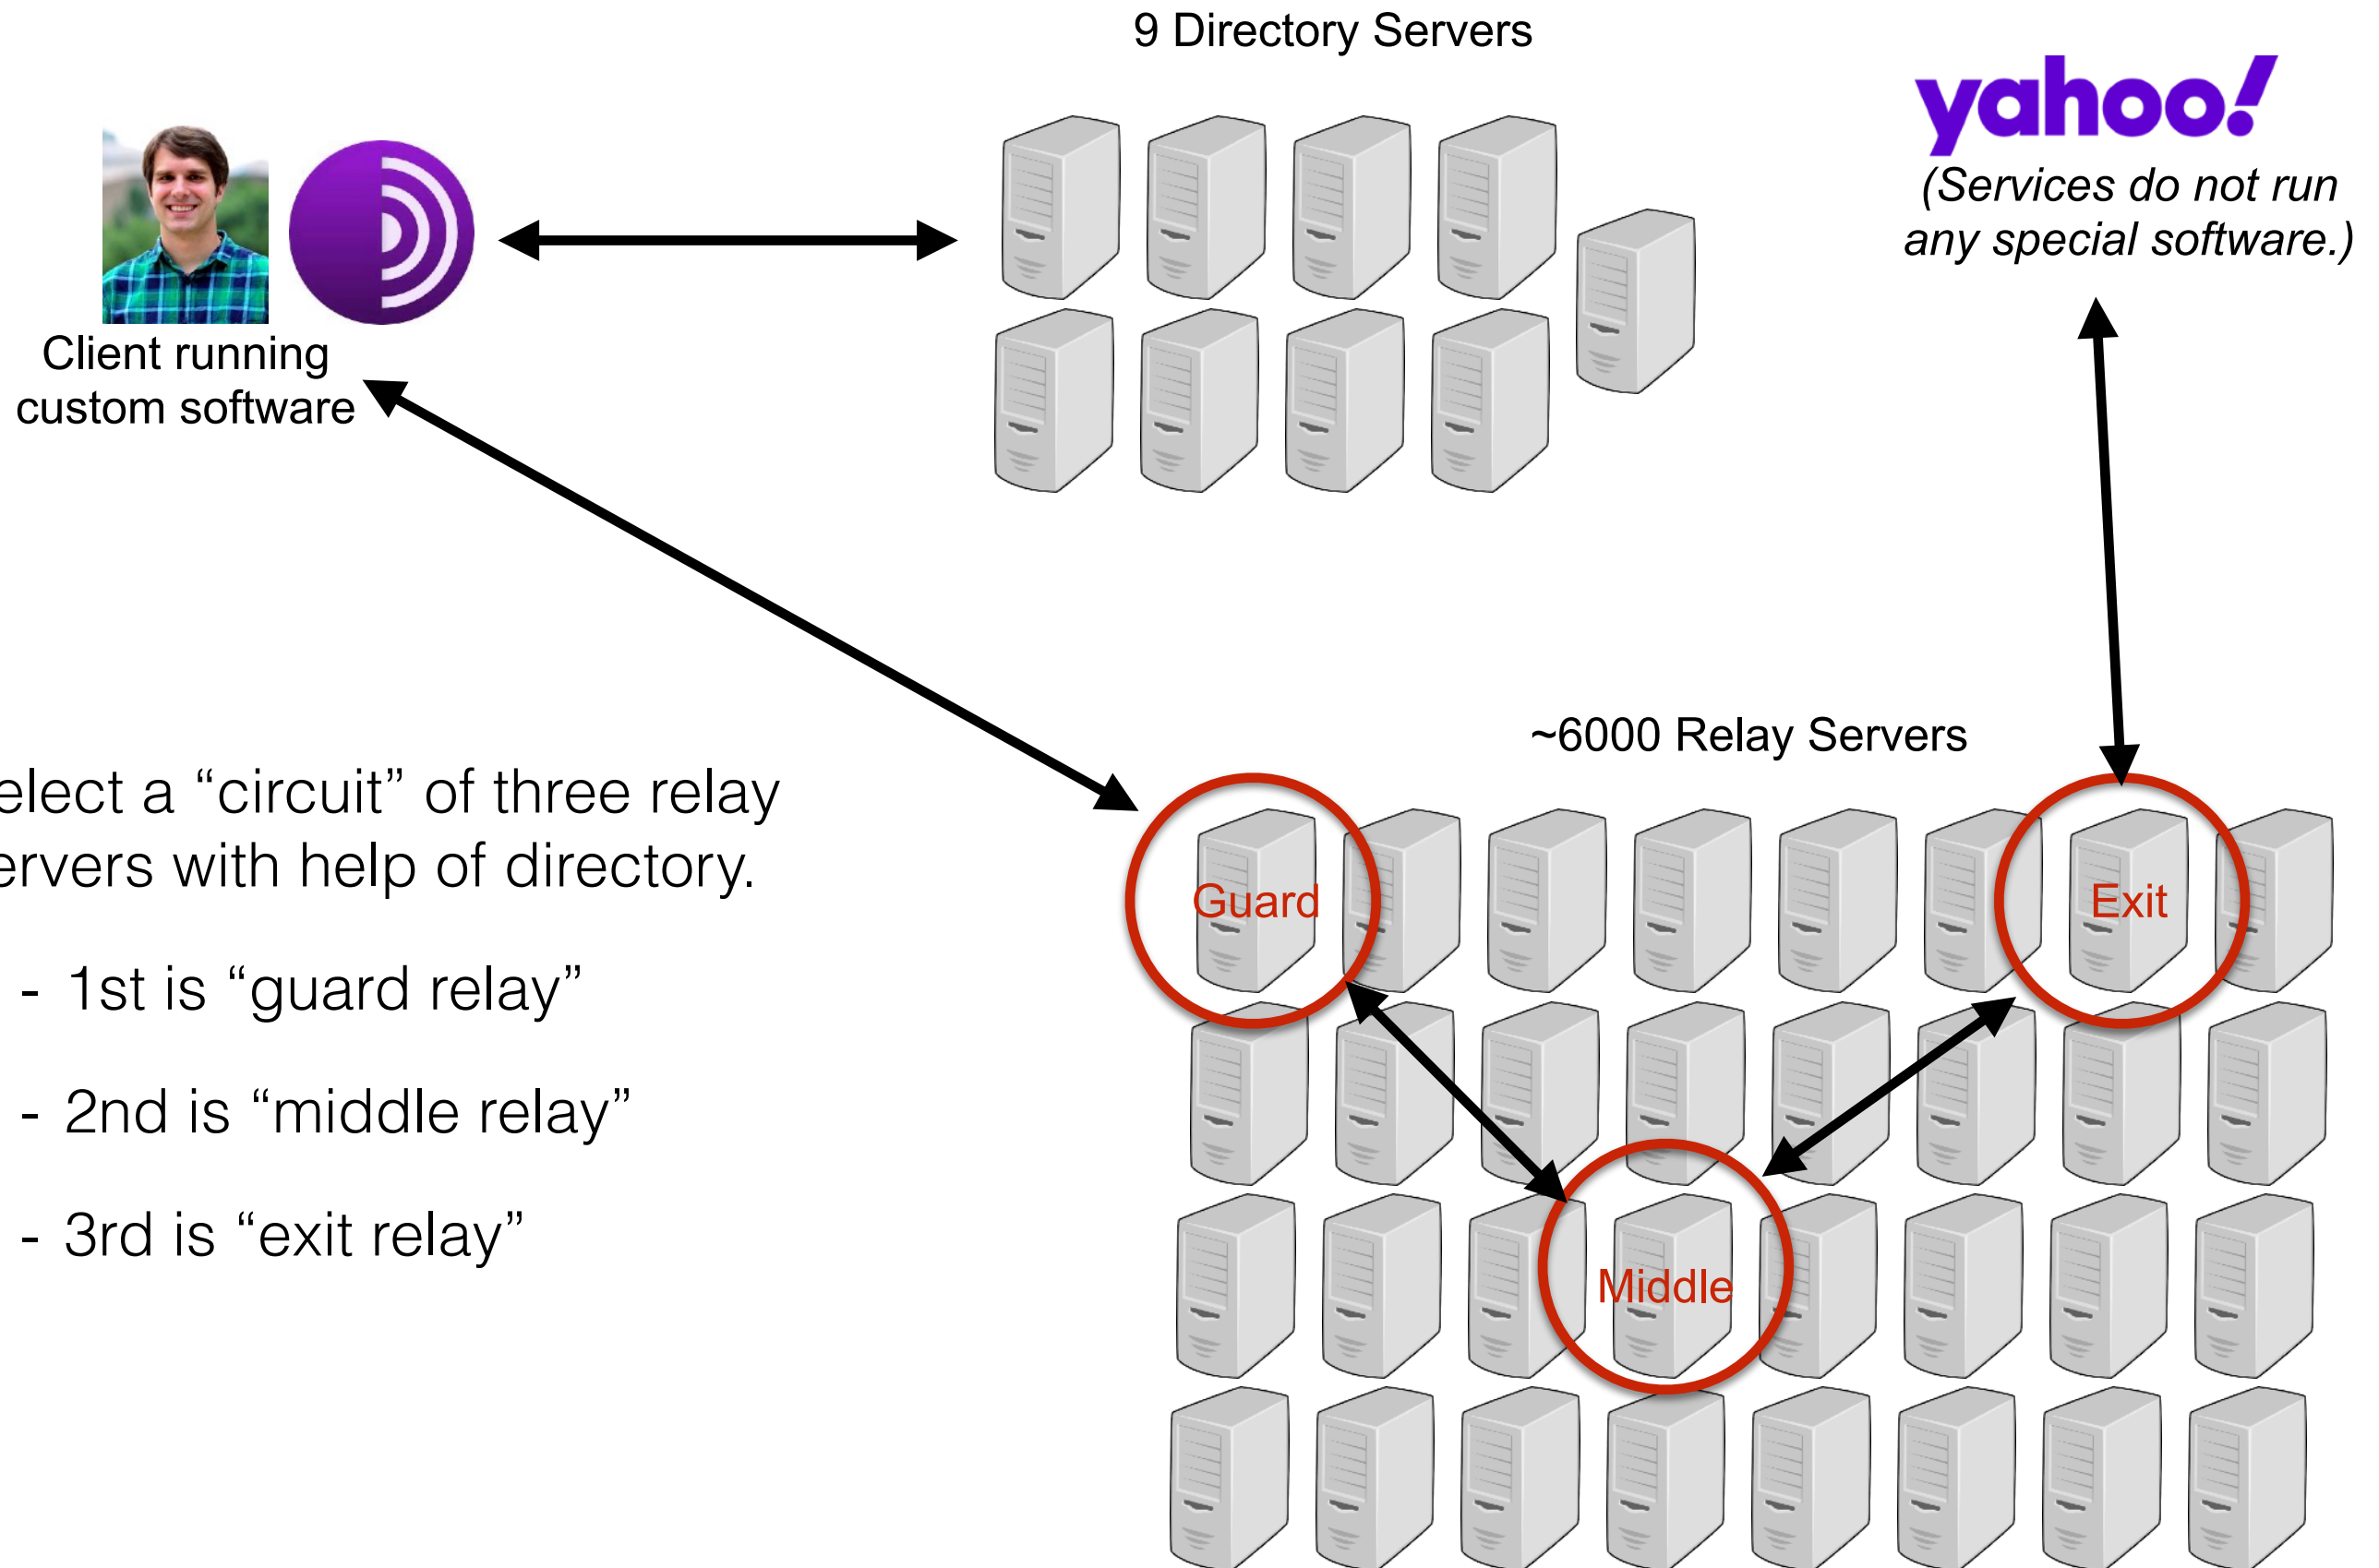 9 Directory Servers
yahoo!
(Services do not run
any special software.)
Client running
custom software
~6000 Relay Servers
elect a “circuit” of three relay
ervers with help of directory.
- 1st is “guard relay”
- 2nd is “middle relay”
- 3rd is “exit relay”
Guard
Exit
Middle